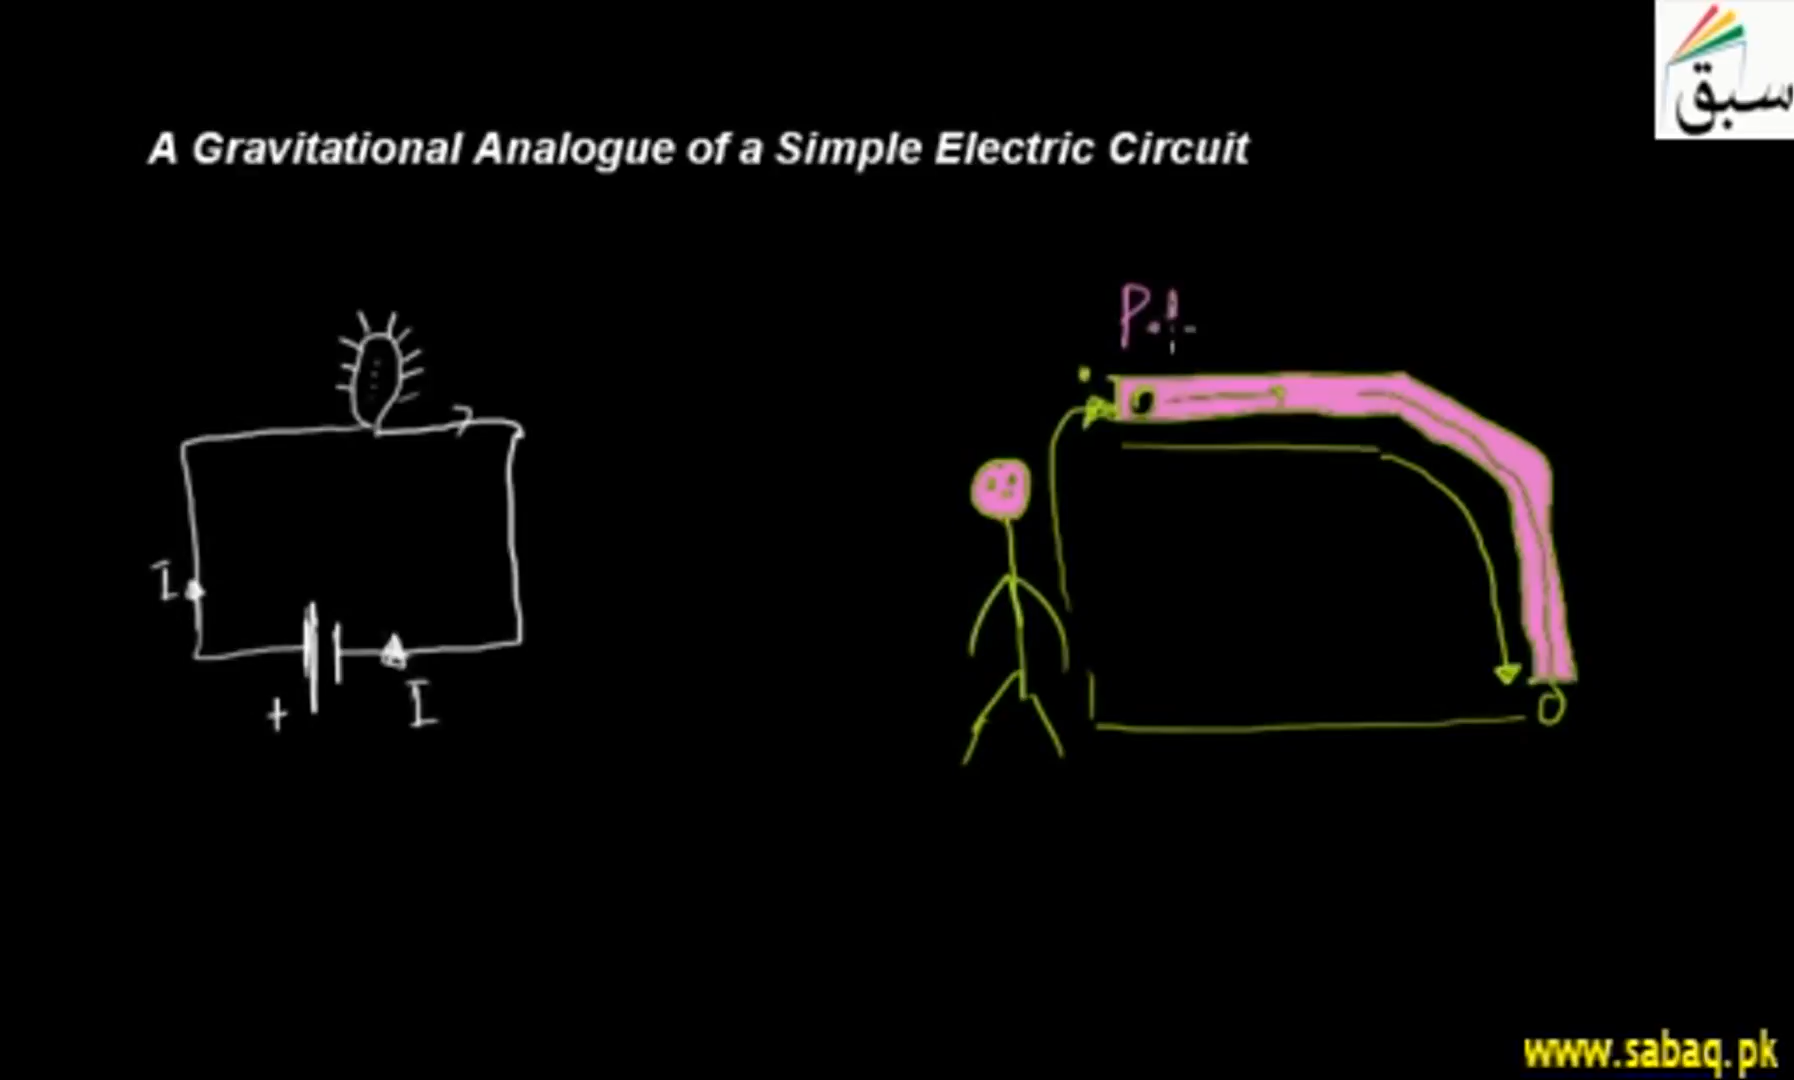 سبق
A Gravitational Analogue of a Simple Electric Circuit
P.t.
I
+
I
www.sabaq.pk